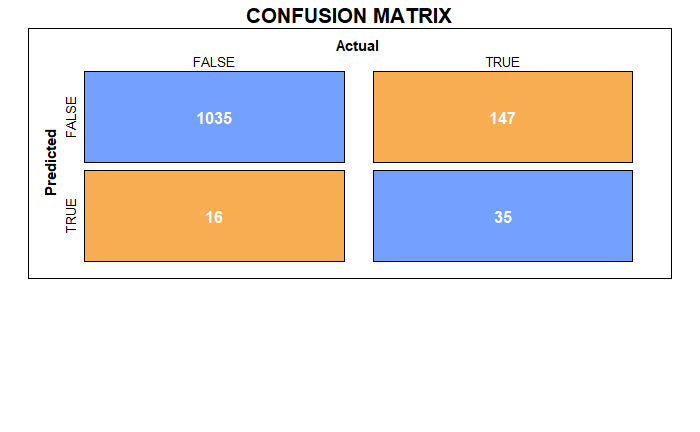 CONFUSION MATRIX
Actual
FALSE TRUE
Predicted
FALSE
1035 147
TRUE
16 35